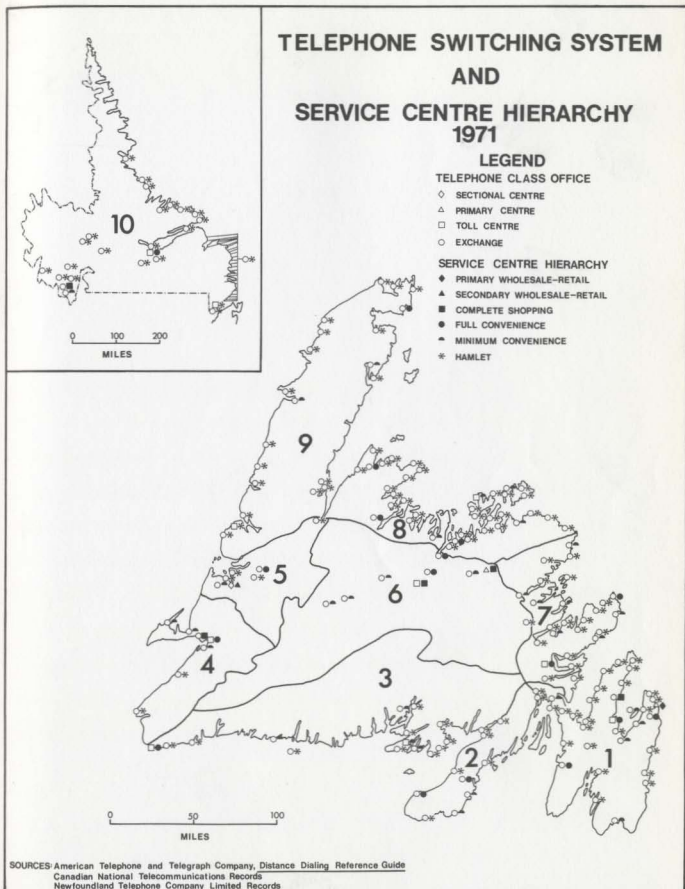 TELEPHONE SWITCHING SYSTEM
AND
SERVICE CENTRE HIERARCHY
1971
LEGEND
TELEPHONE CLASS OFFICE
SECTIONAL CENTRE
PRIMARY CENTRE
TOLL CENTRE
EXCHANGE
SERVICE CENTRE HIERARCHY
PRIMARY WHOLESALE-RETAIL
SECONDARY WHOLESALE-RETAIL
COMPLETE SHOPPING
FULL CONVENIENCE
MINIMUM CONVENIENCE
HAMLET
10
0 100 200
MILES
9
8
5
6
7
4
3
2
1
0 50 100
MILES
SOURCES: American Telephone and Telegraph Company, Distance Dialing Reference Guide
Canadian National Telecommunications Records
Newfoundland Telephone Company Limited Records